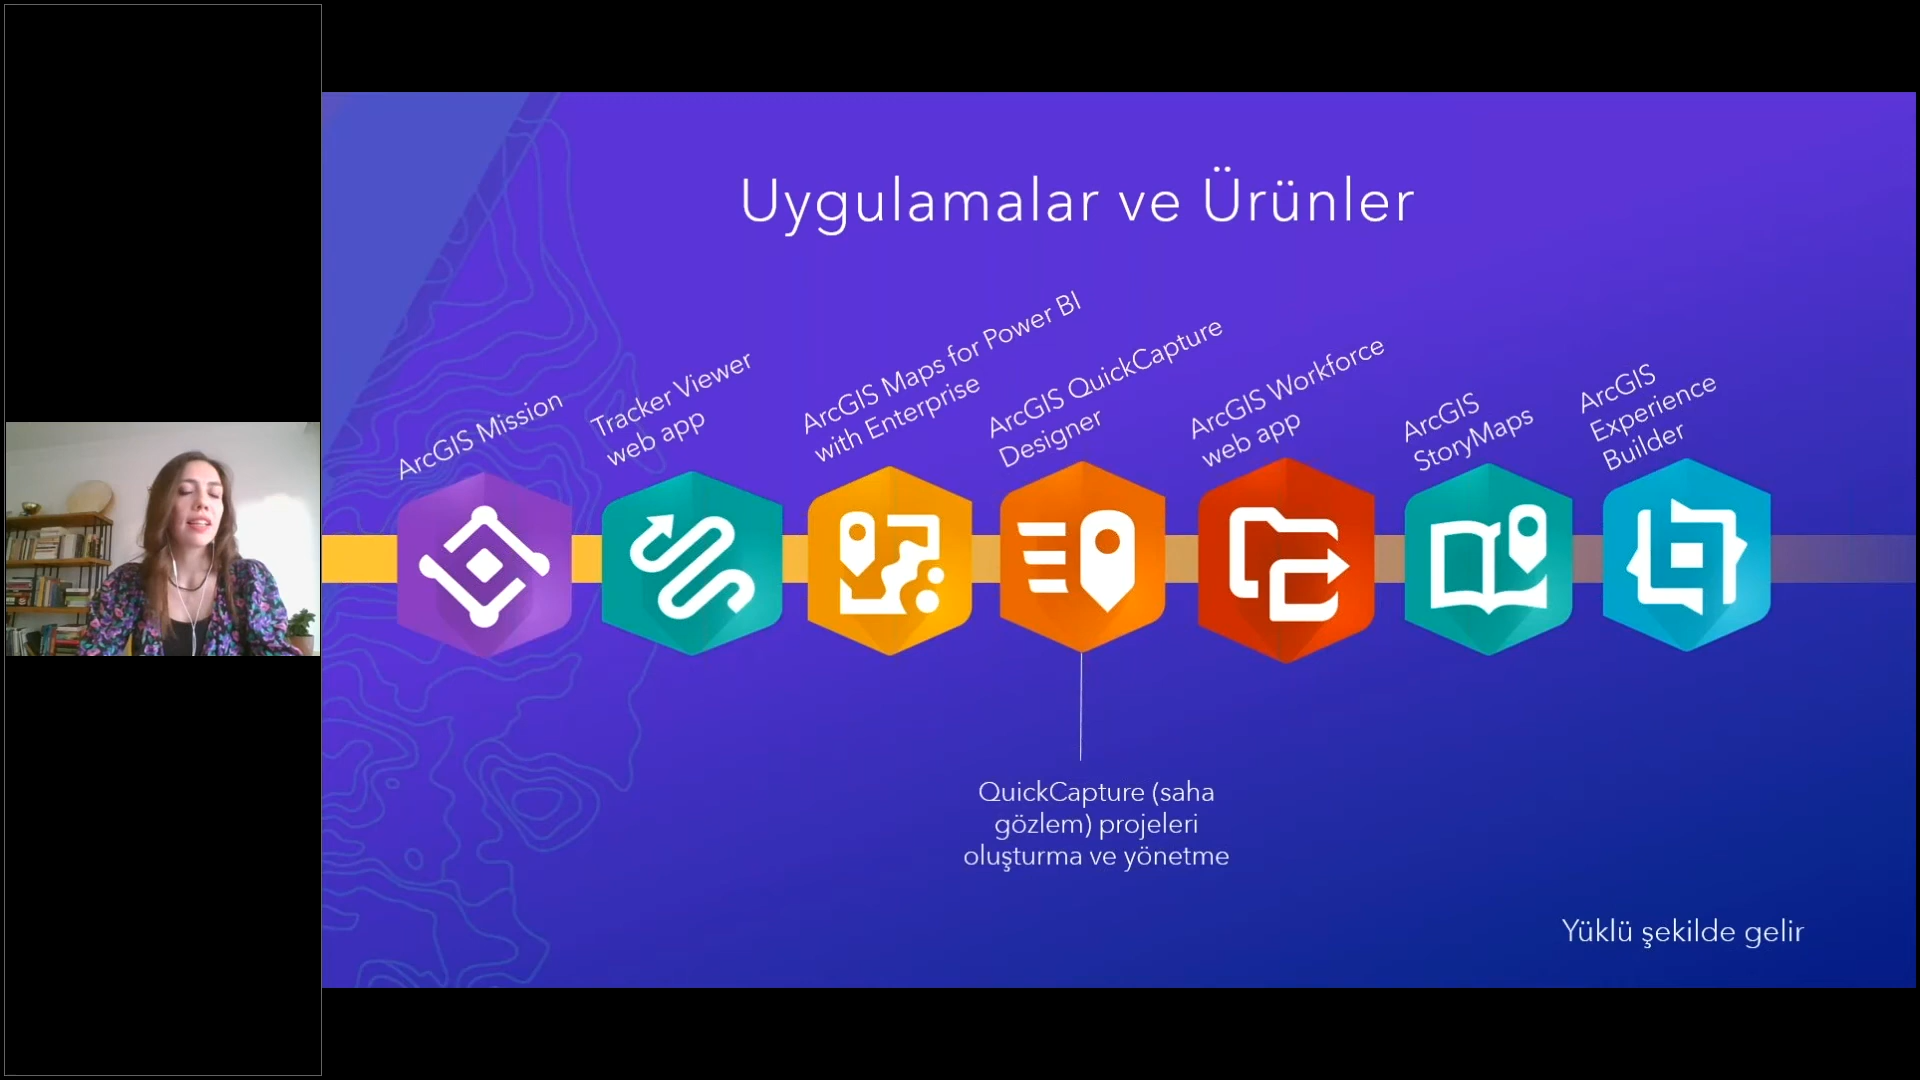 Uygulamalar ve Ürünler
ArcGIS Mission
Tracker Viewer
web app
ArcGIS Maps for Power BI
with Enterprise
ArcGIS QuickCapture
Designer
ArcGIS Workforce
web app
ArcGIS
StoryMaps
ArcGIS
Experience
Builder
QuickCapture (saha
gözlem) projeleri
oluşturma ve yönetme
Yüklü şekilde gelir